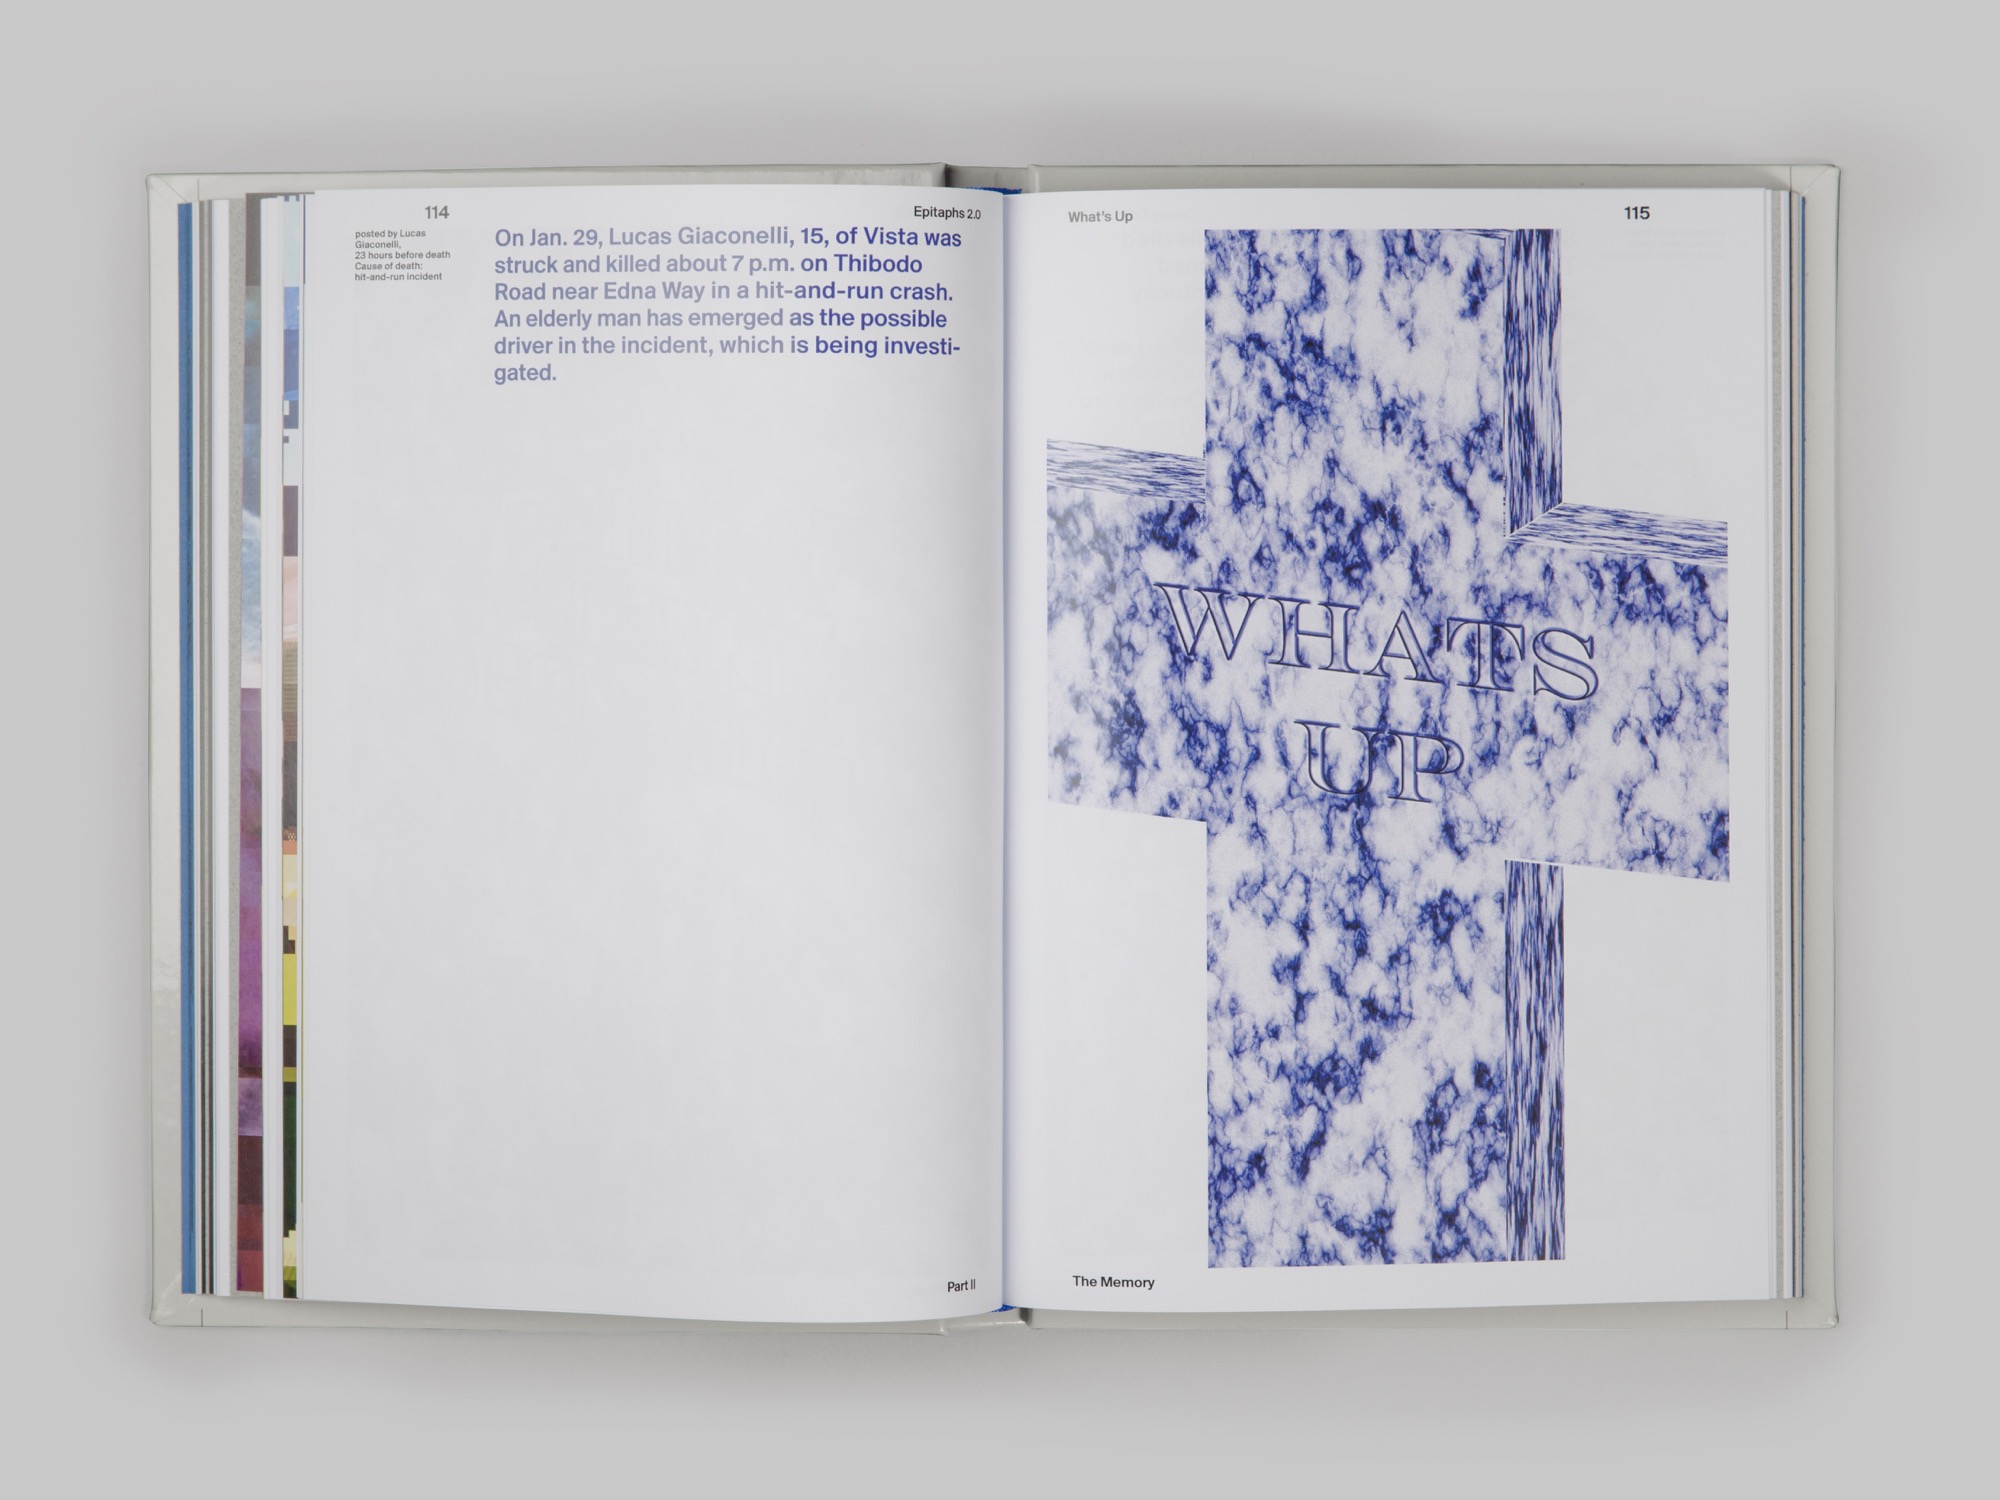 114
Epitaphs 2.0
posted by Lucas
Giaconelli,
23 hours before death
Cause of death:
hit-and-run incident
On Jan. 29, Lucas Giaconelli, 15, of Vista was
struck and killed about 7 p.m. on Thibodo
Road near Edna Way in a hit-and-run crash.
An elderly man has emerged as the possible
driver in the incident, which is being investi-
gated.
Part II
What's Up
115
WHATS
UP
The Memory